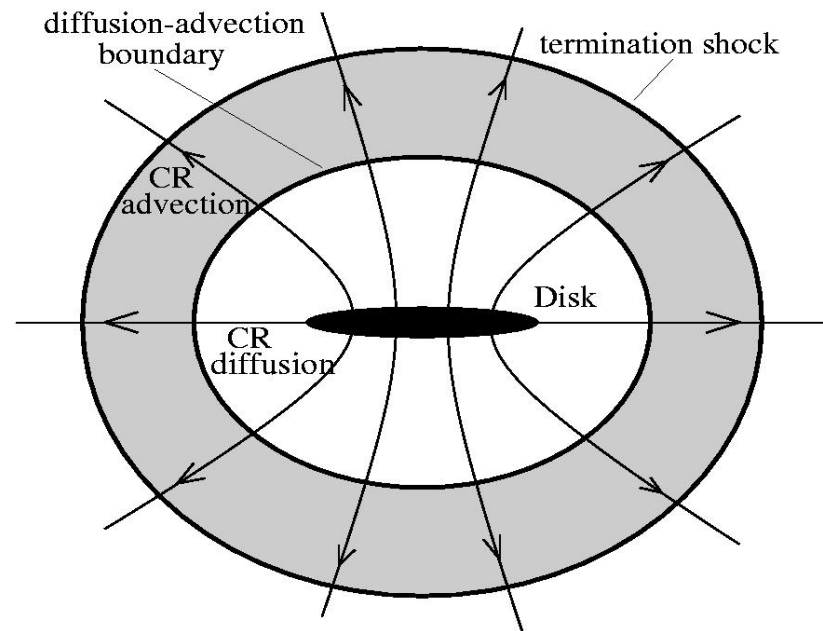 diffusion-advection
boundary
termination shock
CR
advection
Disk
CR
diffusion